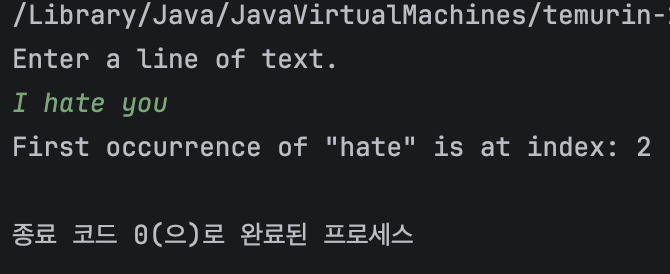 /Library/Java/JavaVirtualMachines/temurin-
Enter a line of text.
I hate you
First occurrence of "hate" is at index: 2
종료 코드 0(으)로 완료된 프로세스